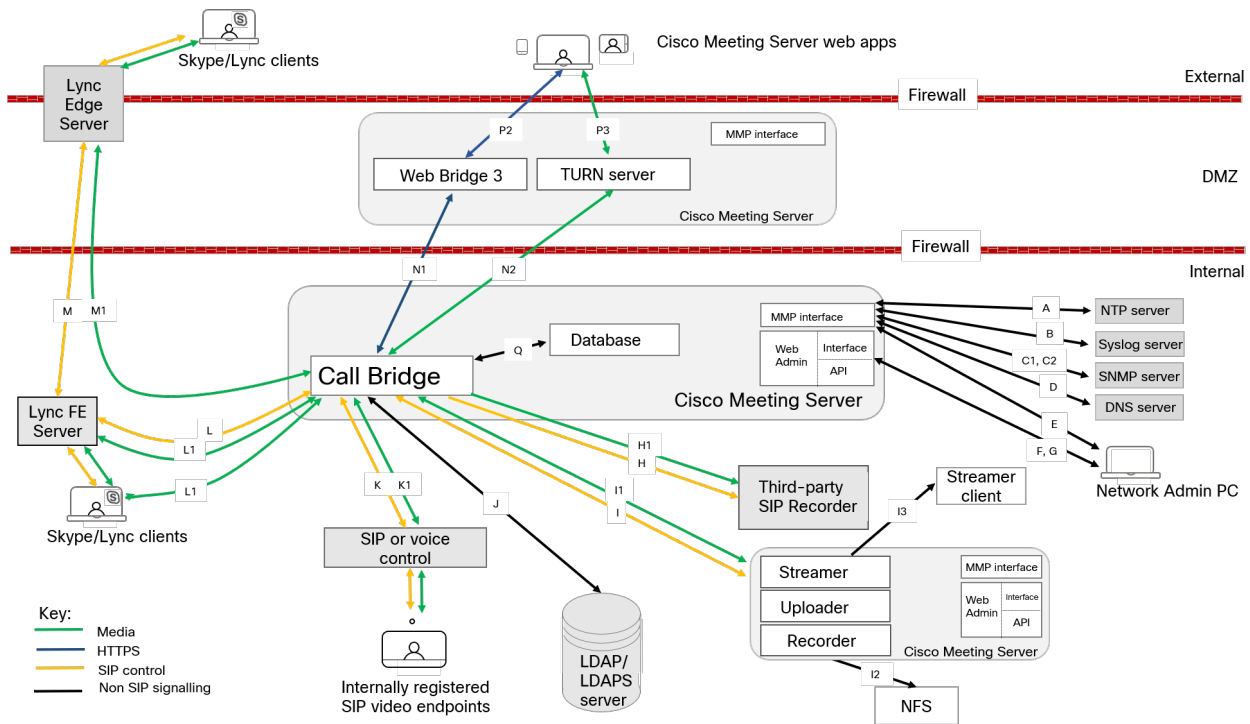 Skype/Lync clients
Cisco Meeting Server web apps
External
Lync
Edge
Server
Firewall
P2
P3
MMP interface
Web Bridge 3
TURN server
DMZ
Cisco Meeting Server
Firewall
Internal
N1
N2
M
M1
MMP interface
Web
Admin
Interface
API
Q
Database
Call Bridge
Cisco Meeting Server
A
NTP server
B
Syslog server
C1, C2
SNMP server
D
DNS server
E
F, G
Network Admin PC
Lync FE
Server
L
L1
L1
Skype/Lync clients
K
K1
J
H1
H
I1
I
Third-party
SIP Recorder
I3
Streamer
client
SIP or voice
control
Streamer
Uploader
Recorder
MMP interface
Web
Admin
Interface
API
Cisco Meeting Server
I2
NFS
LDAP/
LDAPS
server
Internally registered
SIP video endpoints
Key:
Media
HTTPS
SIP control
Non SIP signalling